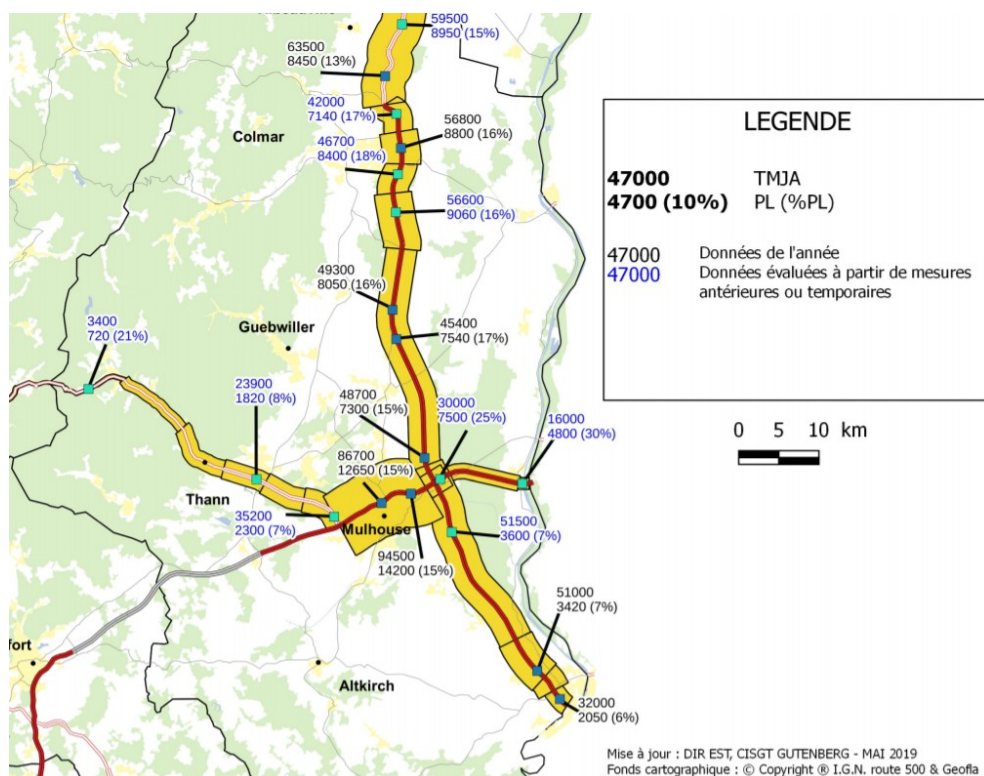 59500
8950 (15%)
63500
8450 (13%)
42000
7140 (17%)
Colmar
56800
8800 (16%)
46700
8400 (18%)
56600
9060 (16%)
49300
8050 (16%)
Guebwiller
45400
7540 (17%)
3400
720 (21%)
23900
1820 (8%)
48700
7300 (15%)
30000
7500 (25%)
16000
4800 (30%)
86700
12650 (15%)
Thann
35200
2300 (7%)
Mulhouse
51500
3600 (7%)
94500
14200 (15%)
51000
3420 (7%)
fort
Altkirch
32000
2050 (6%)
LEGENDE
47000 TMJA
4700 (10%) PL (%PL)
47000 Données de l'année
47000 Données évaluées à partir de mesures
antérieures ou temporaires
0 5 10 km
Mise à jour : DIR EST, CISGT GUTENBERG - MAI 2019
Fonds cartographique : © Copyright ® I.G.N. route 500 & Geofla